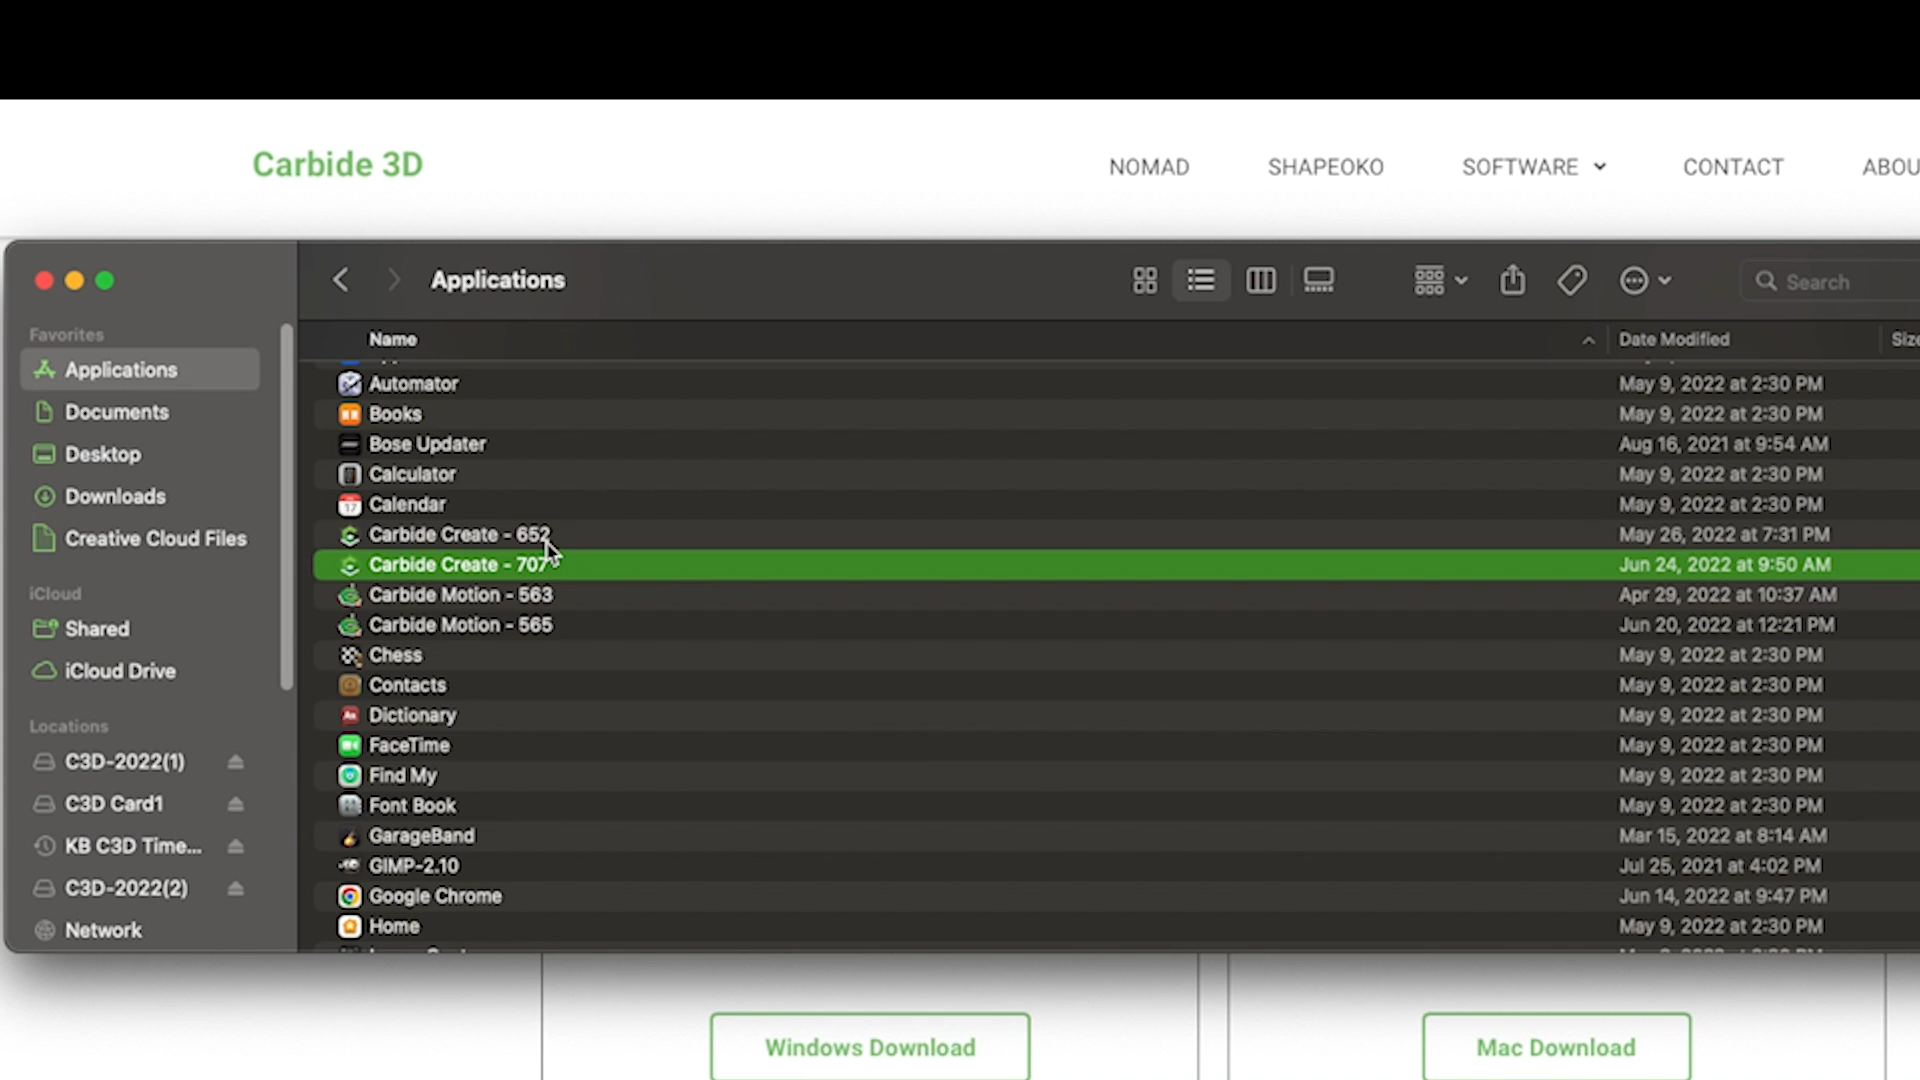 Carbide 3D
NOMAD
SHAPEOKO
SOFTWARE
CONTACT
ABOU
Applications
Search
Favorites
Applications
Documents
Desktop
Downloads
Creative Cloud Files
iCloud
Shared
iCloud Drive
Locations
C3D-2022(1)
C3D Card1
KB C3D Time...
C3D-2022(2)
Network
Name Date Modified Size
Automator May 9, 2022 at 2:30 PM
Books May 9, 2022 at 2:30 PM
Bose Updater Aug 16, 2021 at 9:54 AM
Calculator May 9, 2022 at 2:30 PM
Calendar May 9, 2022 at 2:30 PM
Carbide Create - 652 May 26, 2022 at 7:31 PM
Carbide Create - 707 Jun 24, 2022 at 9:50 AM
Carbide Motion - 563 Apr 29, 2022 at 10:37 AM
Carbide Motion - 565 Jun 20, 2022 at 12:21 PM
Chess May 9, 2022 at 2:30 PM
Contacts May 9, 2022 at 2:30 PM
Dictionary May 9, 2022 at 2:30 PM
FaceTime May 9, 2022 at 2:30 PM
Find My May 9, 2022 at 2:30 PM
Font Book May 9, 2022 at 2:30 PM
GarageBand Mar 15, 2022 at 8:14 AM
GIMP-2.10 Jul 25, 2021 at 4:02 PM
Google Chrome Jun 14, 2022 at 9:47 PM
Home May 9, 2022 at 2:30 PM
Windows Download
Mac Download